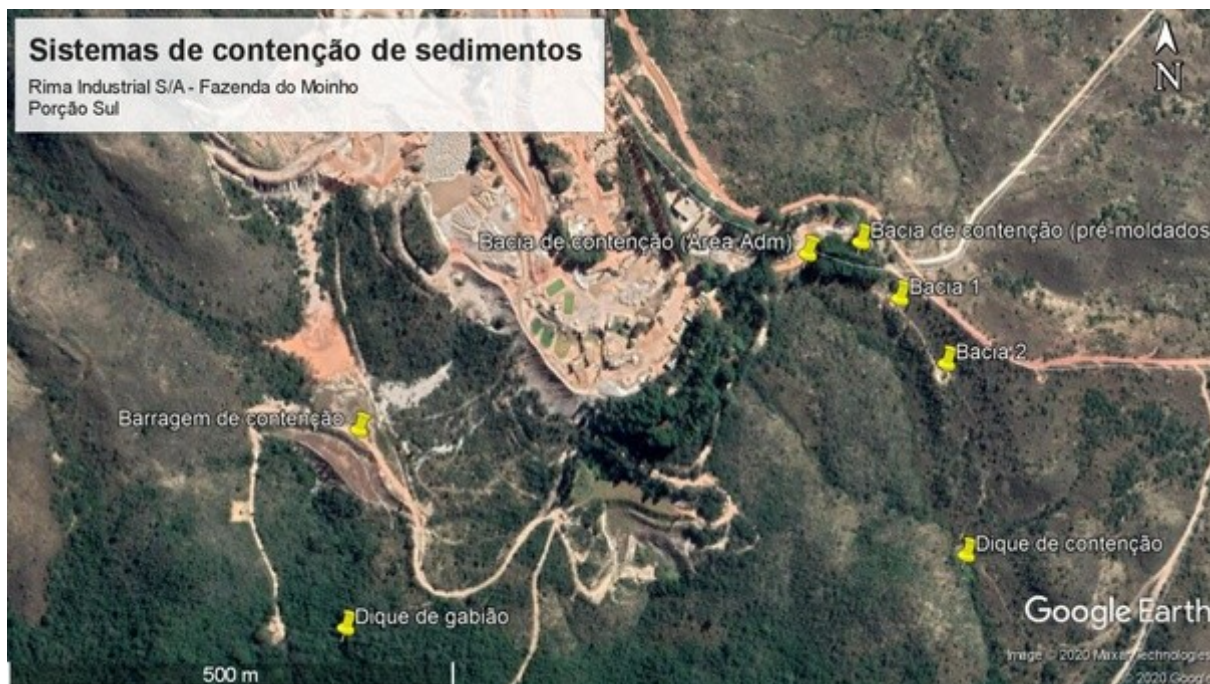 Sistemas de contenção de sedimentos
Rima Industrial S/A - Fazenda do Moinho
Porção Sul
N
Bacia de contenção (Area Adm)
Bacia de contenção (pré-moldados
Bacia 1
Bacia 2
Barragem de contenção
Dique de contenção
Dique de gabião
Google Earth
Image © 2020 Maxar Technologies
© 2020 Google
500 m